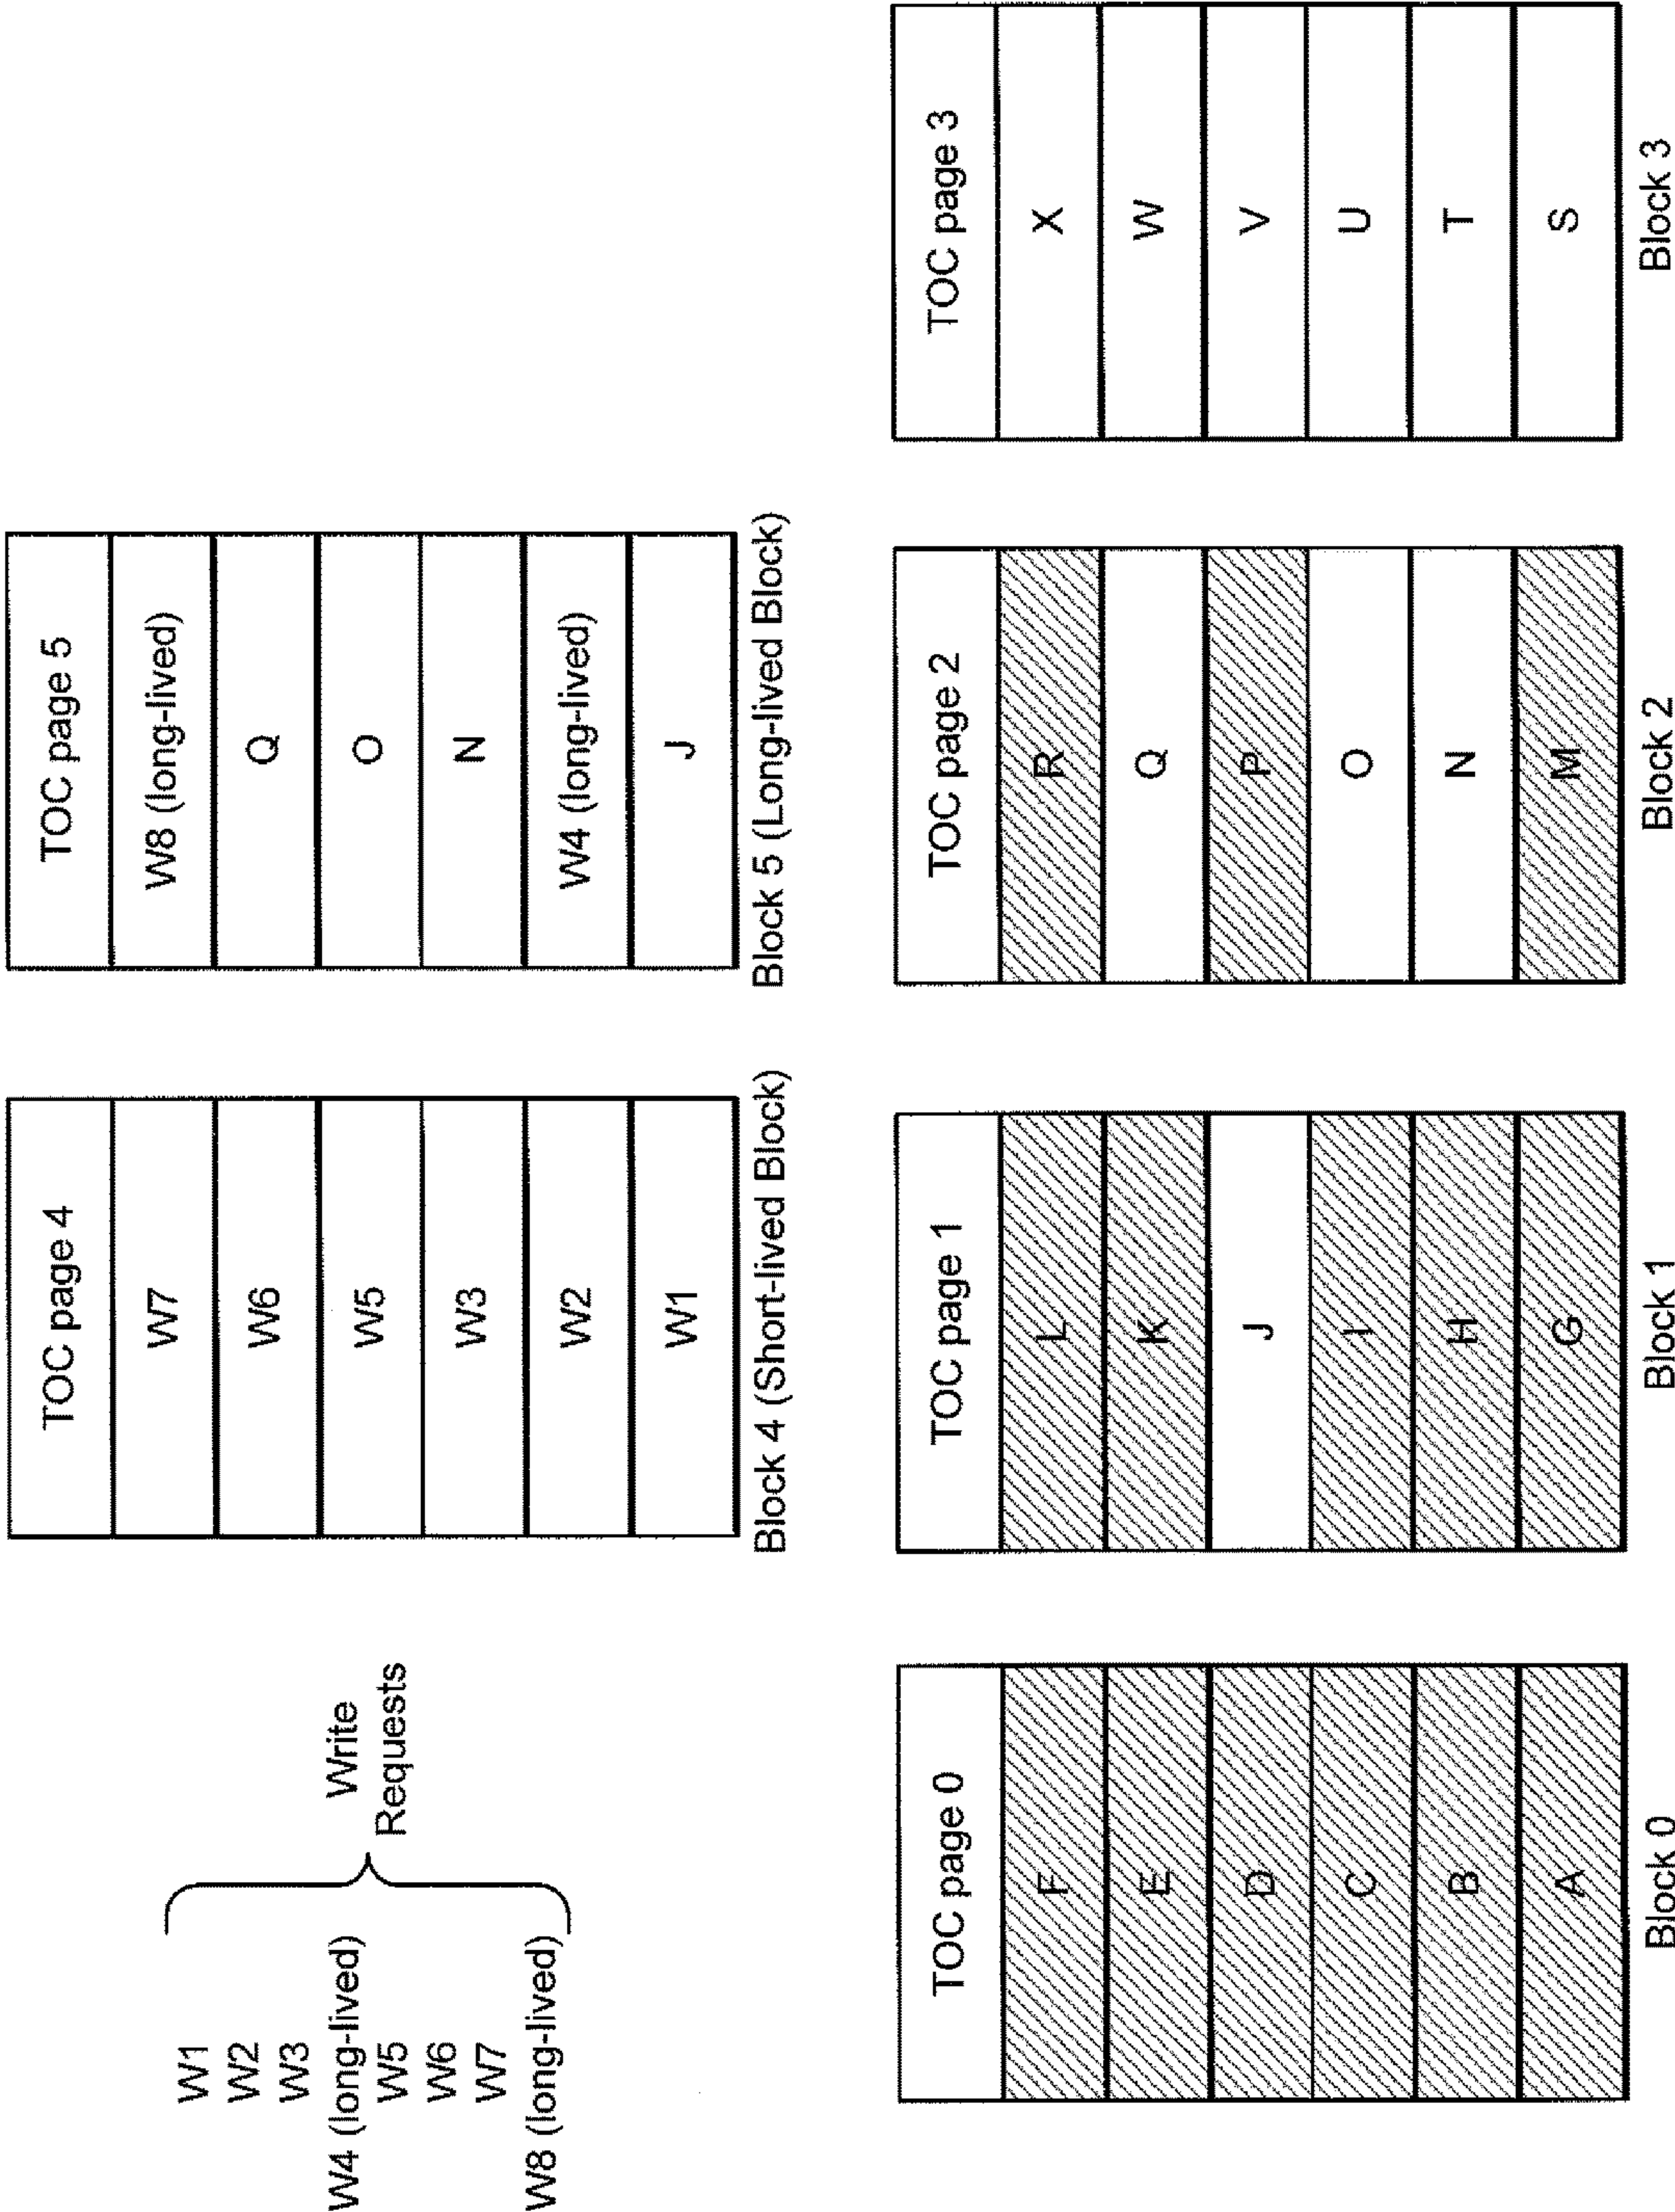 W1
W2
W3
W4 (long-lived)
W5
W6
W7
W8 (long-lived)
Write
Requests
TOC page 4
W7
W6
W5
W3
W2
W1
Block 4 (Short-lived Block)
TOC page 5
W8 (long-lived)
Q
O
N
W4 (long-lived)
J
Block 5 (Long-lived Block)
TOC page 0
F
E
D
C
B
A
Block 0
TOC page 1
L
K
J
I
H
G
Block 1
TOC page 2
R
Q
P
O
N
M
Block 2
TOC page 3
X
W
V
U
T
S
Block 3